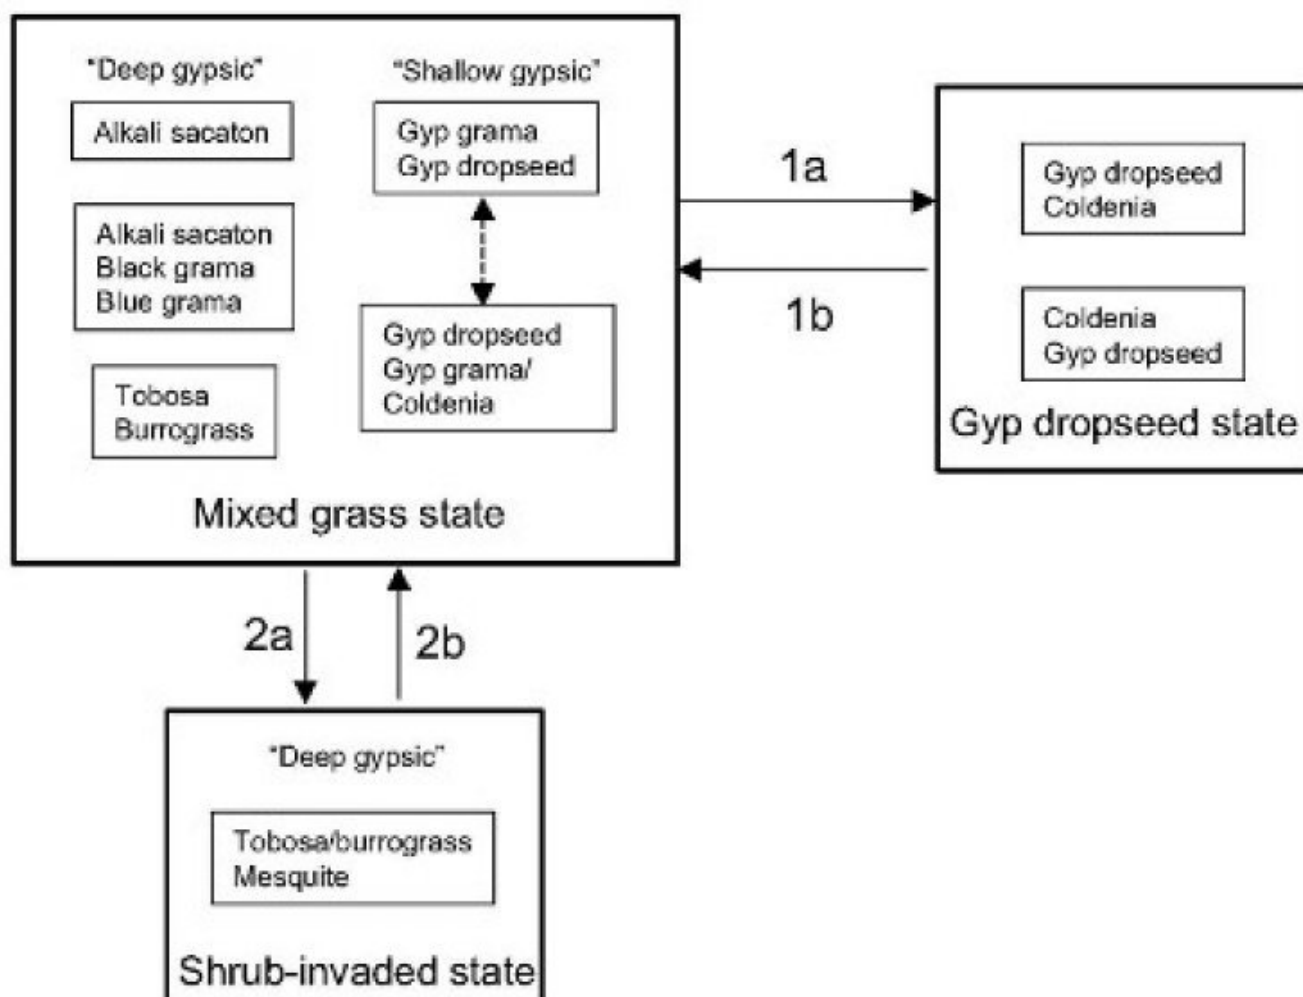 "Deep gypsic"
Alkali sacaton
Alkali sacaton
Black grama
Blue grama
Tobosa
Burrograss
"Shallow gypsic"
Gyp grama
Gyp dropseed
Gyp dropseed
Gyp grama/
Coldenia
Mixed grass state
1a
1b
Gyp dropseed
Coldenia
Coldenia
Gyp dropseed
Gyp dropseed state
2a
2b
"Deep gypsic"
Tobosa/burrograss
Mesquite
Shrub-invaded state